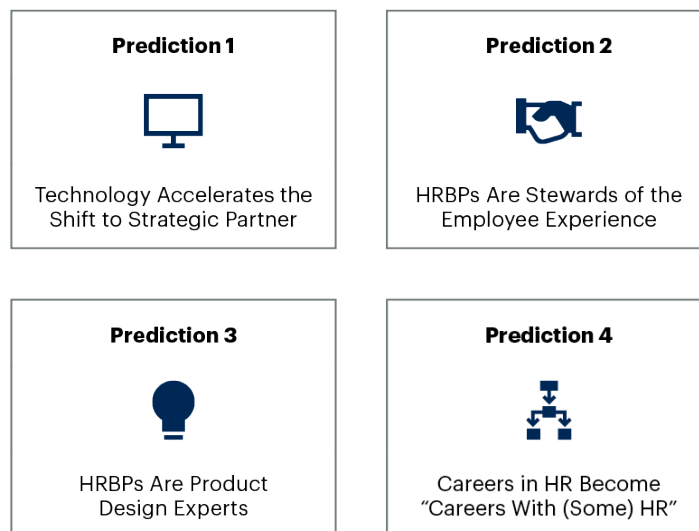 Prediction 1
Technology Accelerates the
Shift to Strategic Partner
Prediction 2
HRBPs Are Stewards of the
Employee Experience
Prediction 3
HRBPs Are Product
Design Experts
Prediction 4
Careers in HR Become
“Careers With (Some) HR”